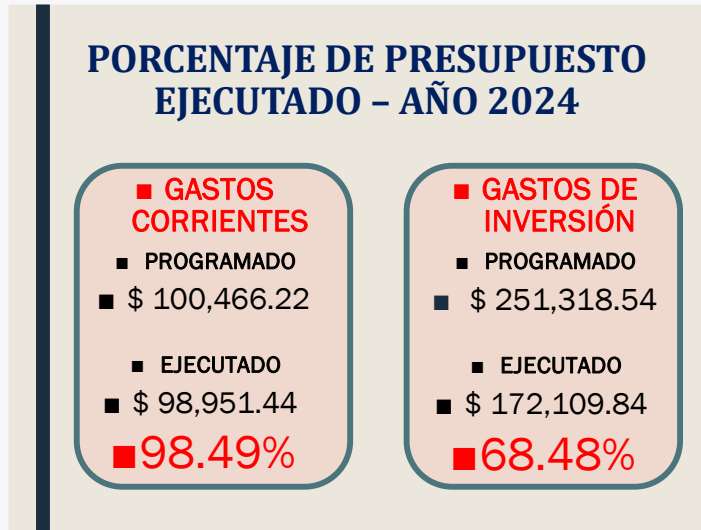 PORCENTAJE DE PRESUPUESTO
EJECUTADO – AÑO 2024
■ GASTOS
CORRIENTES
■ PROGRAMADO
■ $ 100,466.22
■ EJECUTADO
■ $ 98,951.44
■98.49%
■ GASTOS DE
INVERSIÓN
■ PROGRAMADO
■ $ 251,318.54
■ EJECUTADO
■ $ 172,109.84
■68.48%